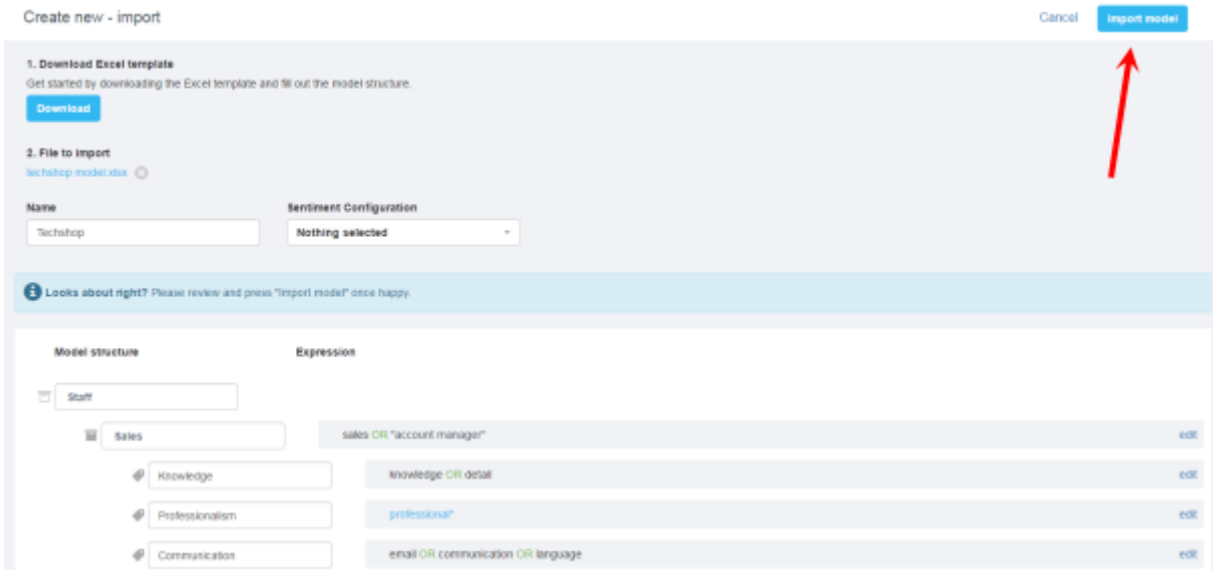 Create new - import
Cancel
Import model
1. Download Excel template
Get started by downloading the Excel template and fill out the model structure.
Download
2. File to import
techshop model.xlsx
Name
Sentiment Configuration
Techshop
Nothing selected
Looks about right? Please review and press "Import model" once happy.
Model structure
Expression
Staff
Sales
sales OR "account manager"
edit
Knowledge
knowledge OR detail
edit
Professionalism
professional*
edit
Communication
email OR communication OR language
edit